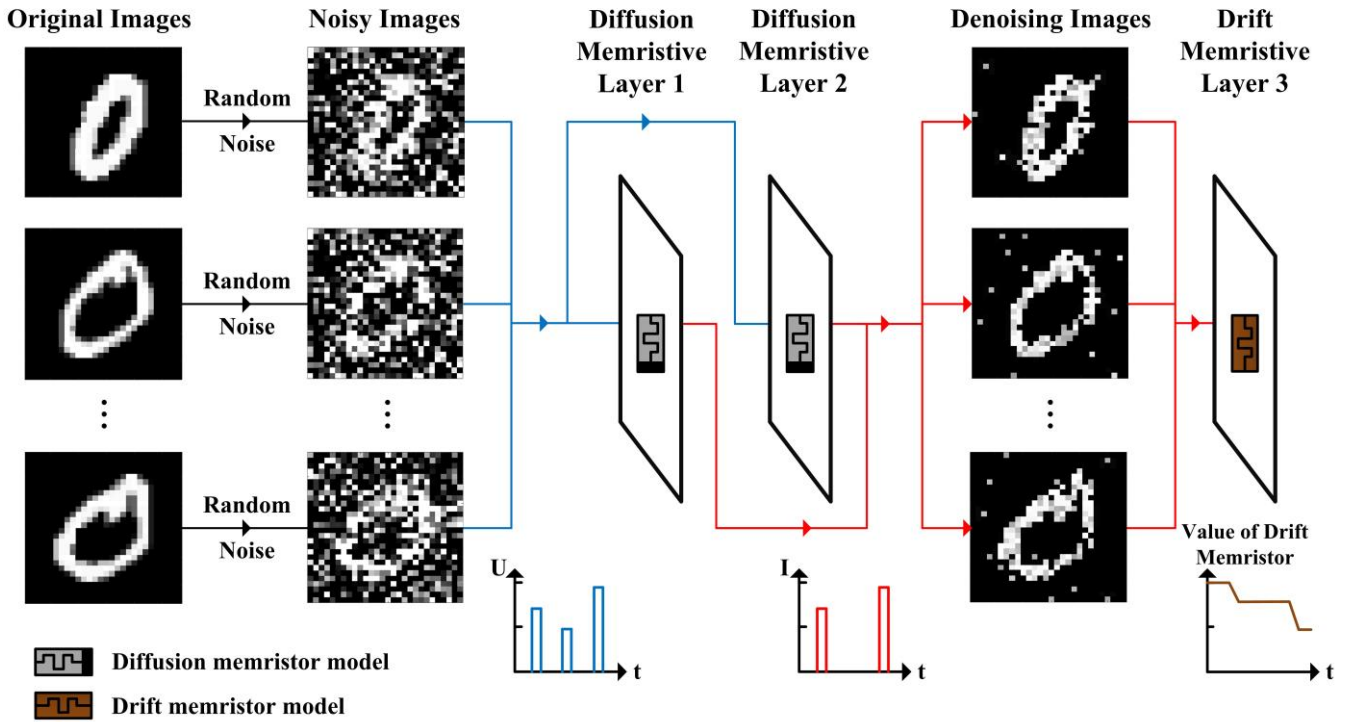 Original Images
Noisy Images
Diffusion
Memristive
Layer 1
Diffusion
Memristive
Layer 2
Denoising Images
Drift
Memristive
Layer 3
Random
Noise
Random
Noise
Random
Noise
U
t
I
t
Value of Drift
Memristor
t
Diffusion memristor model
Drift memristor model